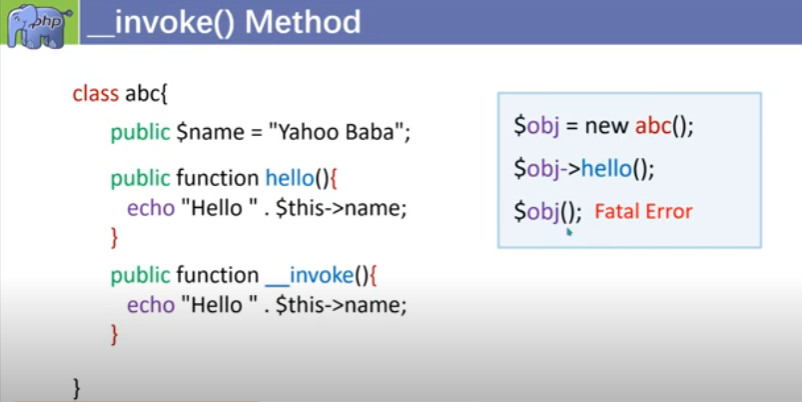 php
__invoke() Method
class abc{
public $name = "Yahoo Baba";
public function hello(){
echo "Hello " . $this->name;
}
public function __invoke(){
echo "Hello " . $this->name;
}
}
$obj = new abc();
$obj->hello();
$obj(); Fatal Error